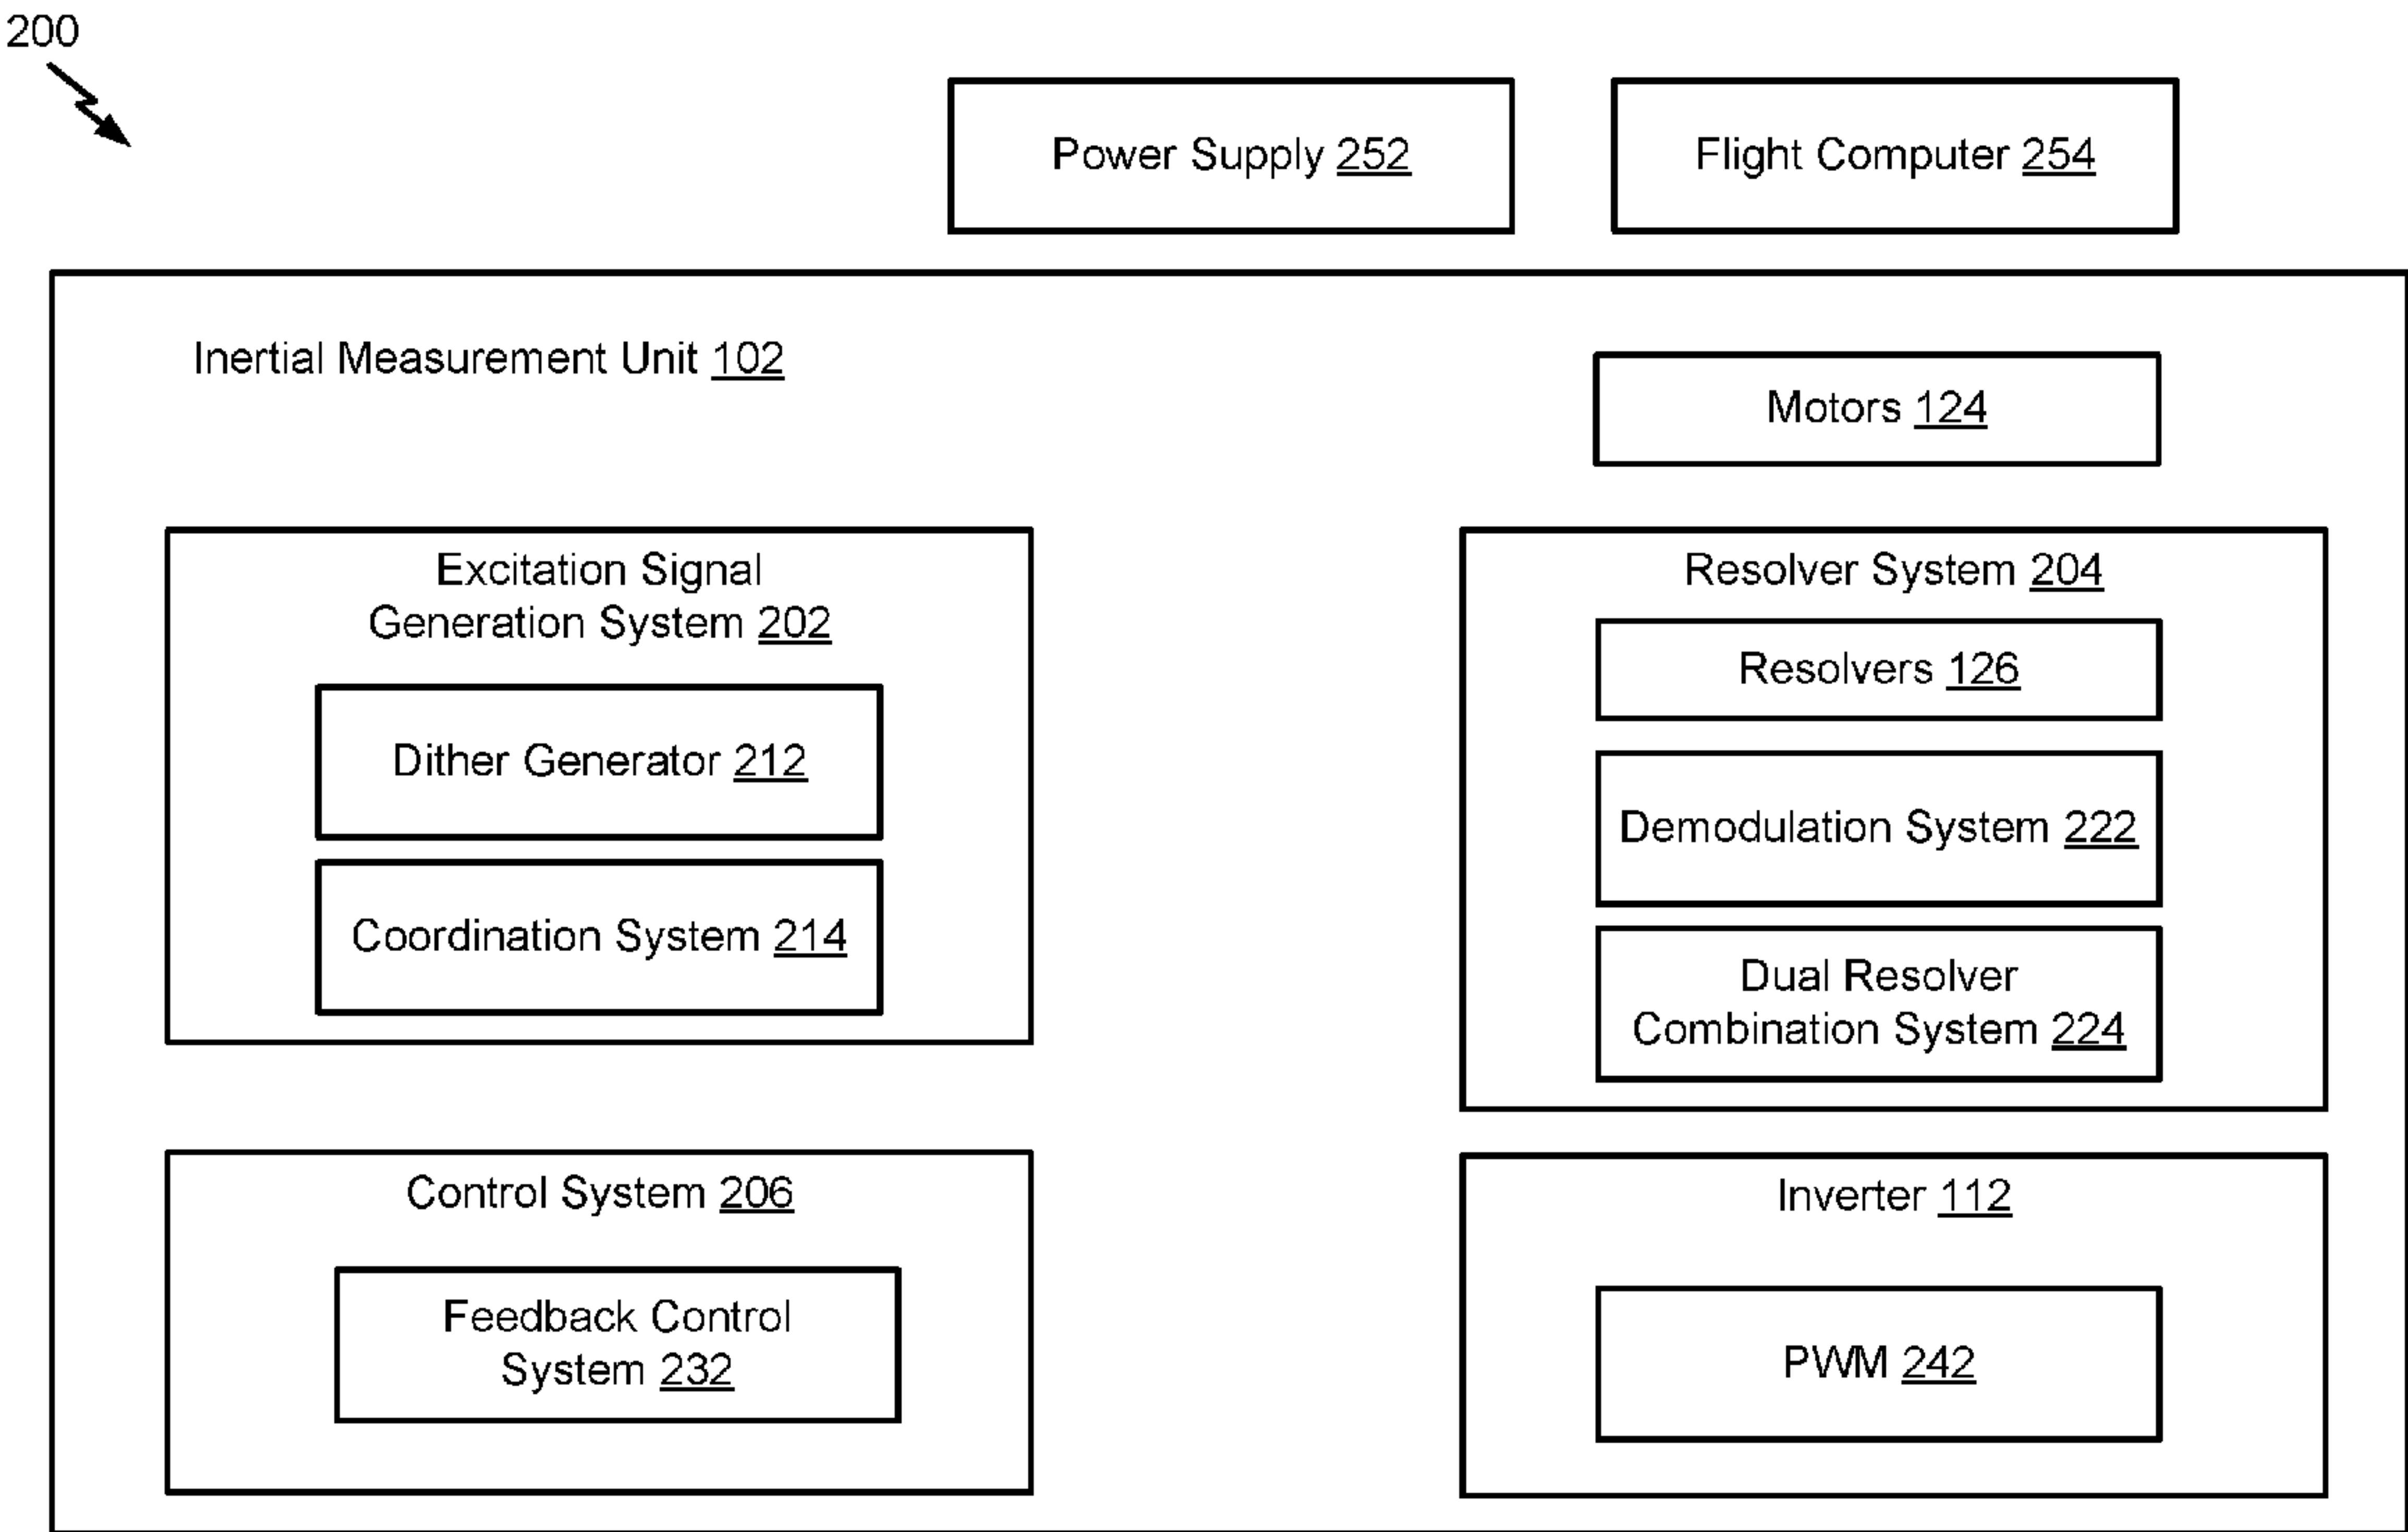 200
Power Supply 252
Flight Computer 254
Inertial Measurement Unit 102
Motors 124
Excitation Signal
Generation System 202
Dither Generator 212
Coordination System 214
Resolver System 204
Resolvers 126
Demodulation System 222
Dual Resolver
Combination System 224
Control System 206
Feedback Control
System 232
Inverter 112
PWM 242